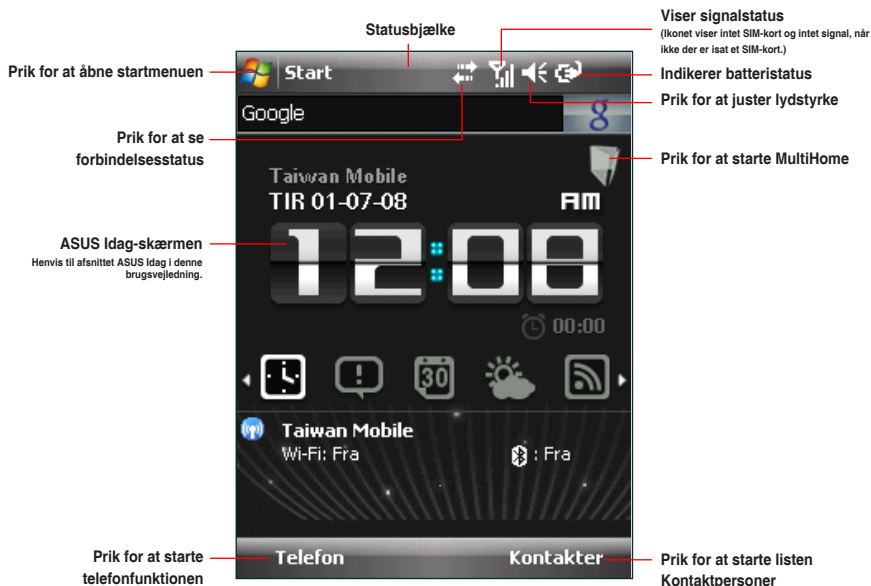 Statusbjælke
Viser signalstatus
(Ikonet viser intet SIM-kort og intet signal, når
ikke der er isat et SIM-kort.)
Prik for at åbne startmenuen
Start
Indikerer batteristatus
Prik for at juster lydstyrke
Google
g
Prik for at se
forbindelsesstatus
Prik for at starte MultiHome
Taiwan Mobile
TIR 01-07-08
AM
ASUS Idag-skærmen
Henvis til afsnittet ASUS Idag i denne
brugsvejledning.
12:08
00:00
30
Taiwan Mobile
Wi-Fi: Fra
: Fra
Telefon
Kontakter
Prik for at starte
telefonfunktionen
Prik for at starte listen
Kontaktpersoner